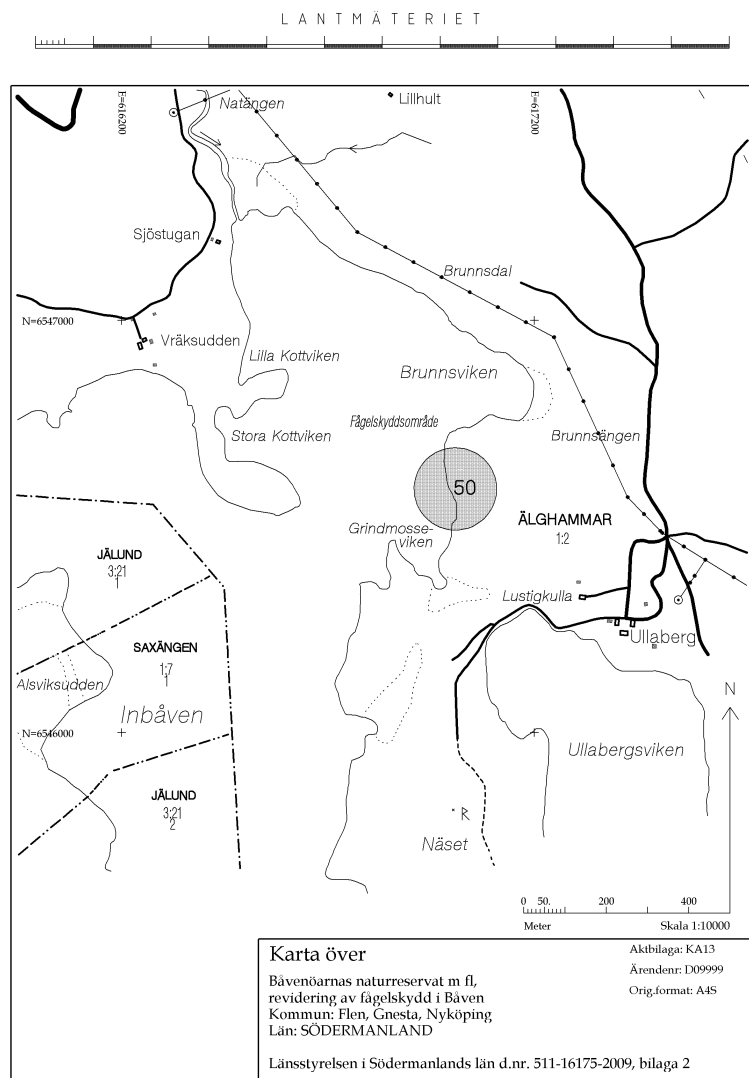 LANTMÄTERIET
E=616200
Natängen
Lillhult
E=617200
Sjöstugan
Brunnsdal
N=6547000
Vräksudden
Lilla Kottviken
Brunnsviken
Stora Kottviken
Fågelskyddsområde
Brunnsängen
50
ÄLGHAMMAR
1:2
Grindmosse-
viken
JÄLUND
3:21
1
Lustigkulla
Ullaberg
SAXÄNGEN
1:7
1
Alsviksudden
Inbåven
N
N=6546000
Ullabergsviken
JÄLUND
3:21
2
R
Näset
0 50. 200 400
Meter Skala 1:10000
Karta över
Båvenöarnas naturreservat m fl,
revidering av fågelskydd i Båven
Kommun: Flen, Gnesta, Nyköping
Län: SÖDERMANLAND
Aktbilaga: KA13
Ärendenr: D09999
Orig.format: A4S
Länsstyrelsen i Södermanlands län d.nr. 511-16175-2009, bilaga 2